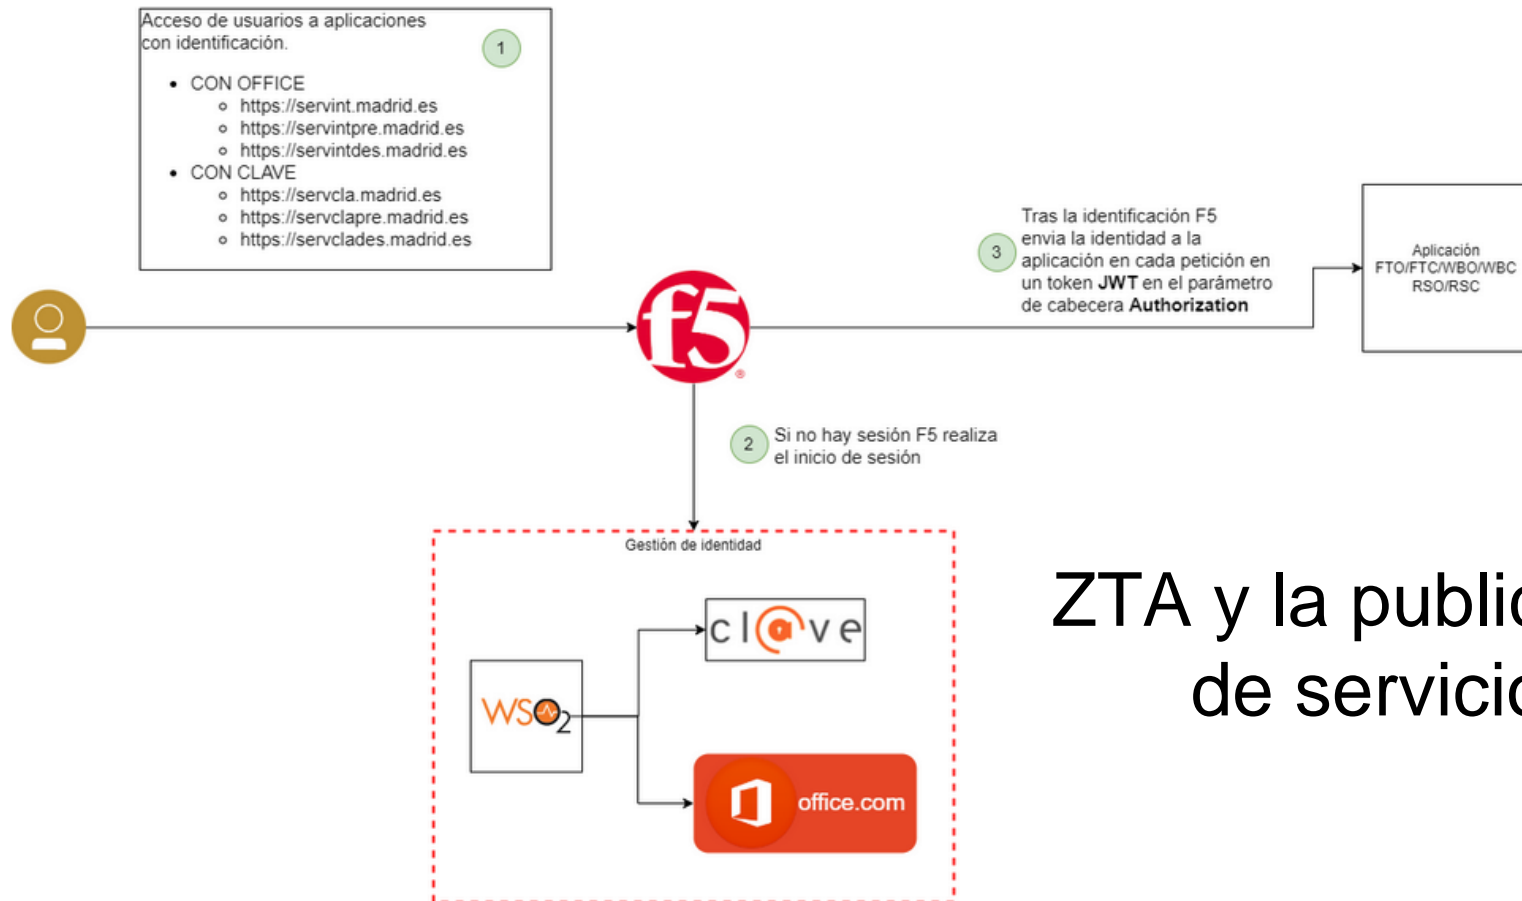 Acceso de usuarios a aplicaciones
con identificación.
1
CON OFFICE
https://servint.madrid.es
https://servintpre.madrid.es
https://servintdes.madrid.es
CON CLAVE
https://servcla.madrid.es
https://servclapre.madrid.es
https://servclades.madrid.es
Tras la identificación F5
envia la identidad a la
aplicación en cada petición en
un token JWT en el parámetro
de cabecera Authorization
3
Aplicación
FTO/FTC/WBO/WBC
RSO/RSC
f5
2
Si no hay sesión F5 realiza
el inicio de sesión
Gestión de identidad
cl@ve
WSO2
office.com
ZTA y la public
de servicio